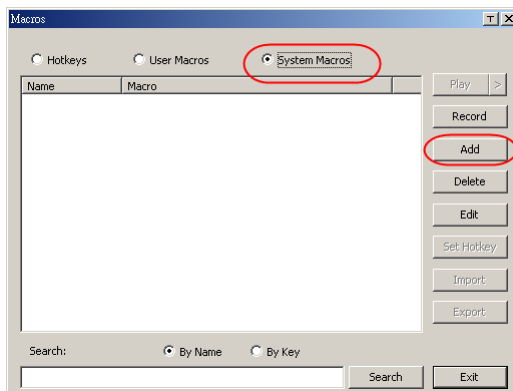 Macros
Hotkeys User Macros System Macros
Name Macro
Play >
Record
Add
Delete
Edit
Set Hotkey
Import
Export
Search: By Name By Key
Search Exit